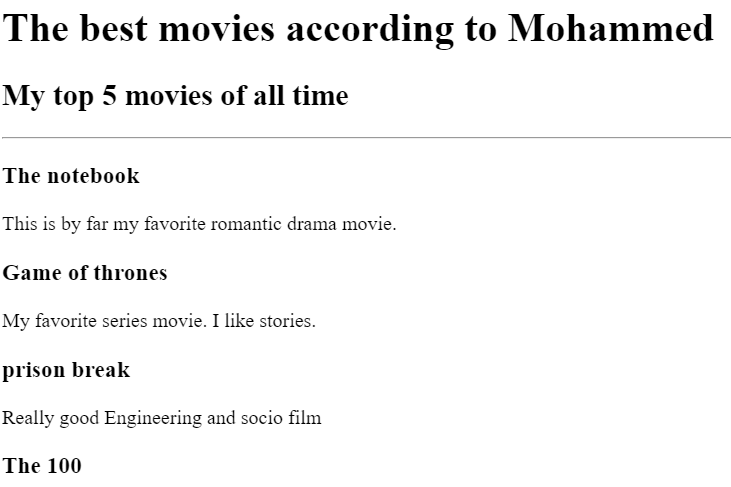 The best movies according to Mohammed
My top 5 movies of all time
The notebook
This is by far my favorite romantic drama movie.
Game of thrones
My favorite series movie. I like stories.
prison break
Really good Engineering and socio film
The 100